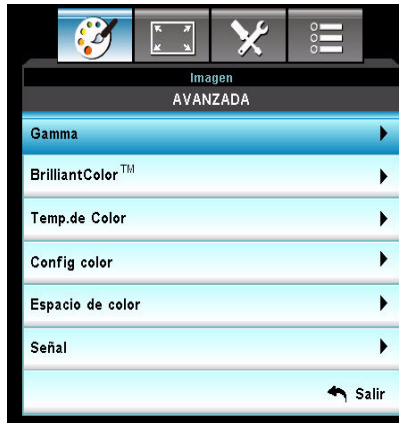 Imagen
AVANZADA
Gamma
BrilliantColor™
Temp.de Color
Config color
Espacio de color
Señal
Salir